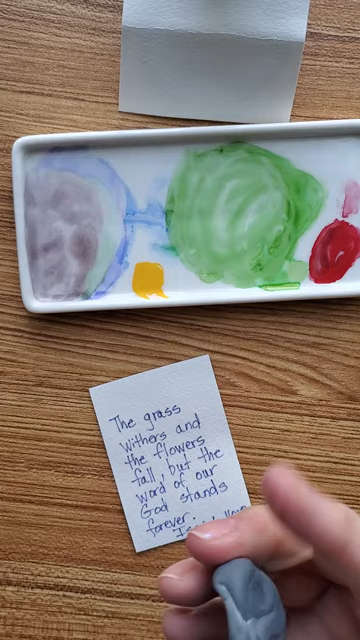 The grass
withers and
the flowers
fall, but the
word of our
God stands
forever.